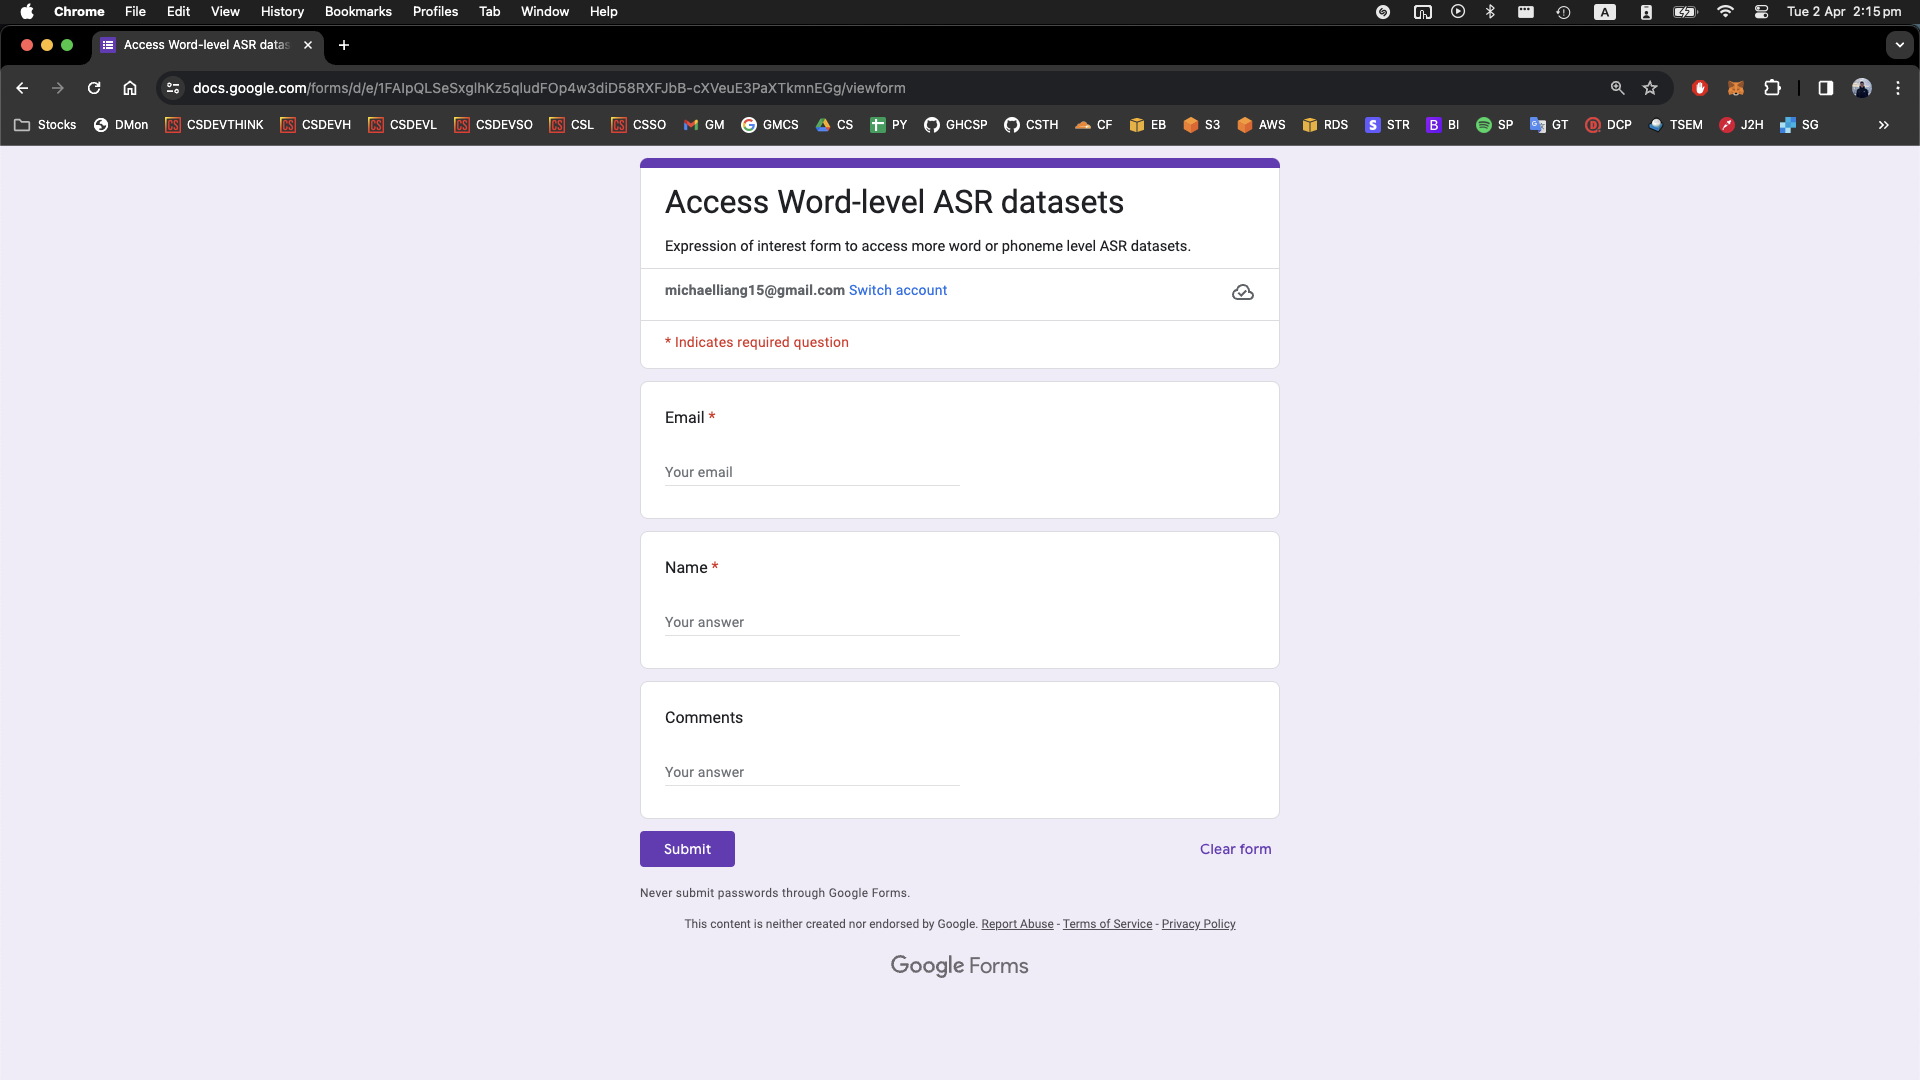 Chrome File Edit View History Bookmarks Profiles Tab Window Help A Tue 2 Apr 2:15 pm
Access Word-level ASR datas
docs.google.com/forms/d/e/1FAIpQLSeSxglhKz5qludFOp4w3diD58RXFJbB-cXVeuE3PaXTkmnEGg/viewform
Stocks DMon CS CSDEVTHINK CS CSDEVH CS CSDEVL CS CSDEVSO CS CSL CS CSSO GM GMCS CS PY GHCSP CSTH CF EB S3 AWS RDS S STR B BI SP GT DCP TSEM J2H SG
Access Word-level ASR datasets
Expression of interest form to access more word or phoneme level ASR datasets.
michaelliang15@gmail.com Switch account
* Indicates required question
Email *
Your email
Name *
Your answer
Comments
Your answer
Submit Clear form
Never submit passwords through Google Forms.
This content is neither created nor endorsed by Google. Report Abuse - Terms of Service - Privacy Policy
Google Forms